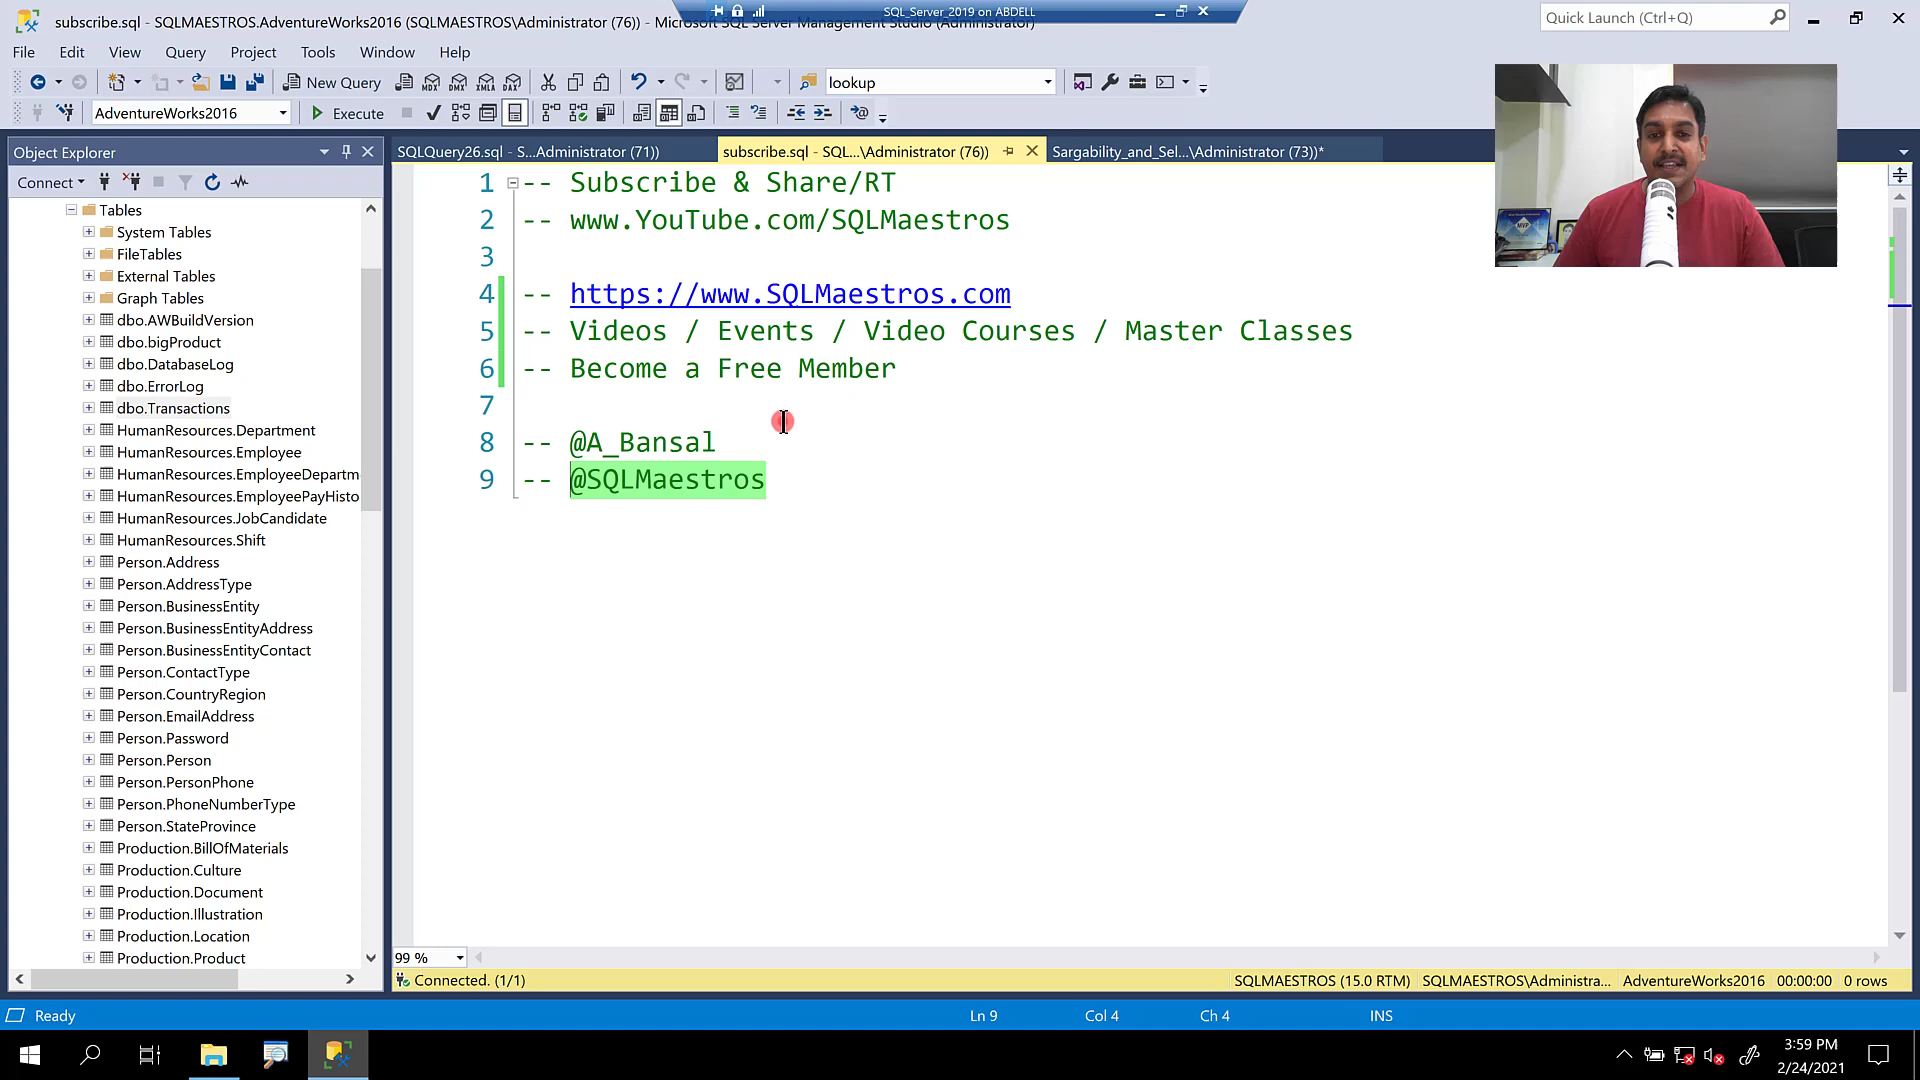 subscribe.sql - SQLMAESTROS.AdventureWorks2016 (SQLMAESTROS\Administrator (76)) - Microsoft SQL Server Management Studio (Administrator)
SQL_Server_2019 on ABDELL
Quick Launch (Ctrl+Q)
File Edit View Query Project Tools Window Help
New Query
MDX DMX XMLA DAX
lookup
AdventureWorks2016
Execute
Object Explorer
Connect
SQLQuery26.sql - S...Administrator (71))
subscribe.sql - SQL...\Administrator (76))
Sargability_and_Sel...\Administrator (73))*
Tables
System Tables
FileTables
External Tables
Graph Tables
dbo.AWBuildVersion
dbo.bigProduct
dbo.DatabaseLog
dbo.ErrorLog
dbo.Transactions
HumanResources.Department
HumanResources.Employee
HumanResources.EmployeeDepartm
HumanResources.EmployeePayHisto
HumanResources.JobCandidate
HumanResources.Shift
Person.Address
Person.AddressType
Person.BusinessEntity
Person.BusinessEntityAddress
Person.BusinessEntityContact
Person.ContactType
Person.CountryRegion
Person.EmailAddress
Person.Password
Person.Person
Person.PersonPhone
Person.PhoneNumberType
Person.StateProvince
Production.BillOfMaterials
Production.Culture
Production.Document
Production.Illustration
Production.Location
Production.Product
1 -- Subscribe & Share/RT
2 -- www.YouTube.com/SQLMaestros
3
4 -- https://www.SQLMaestros.com
5 -- Videos / Events / Video Courses / Master Classes
6 -- Become a Free Member
7
8 -- @A_Bansal
9 -- @SQLMaestros
99 %
Connected. (1/1)
SQLMAESTROS (15.0 RTM)
SQLMAESTROS\Administra...
AdventureWorks2016
00:00:00
0 rows
Ready
Ln 9
Col 4
Ch 4
INS
3:59 PM
2/24/2021